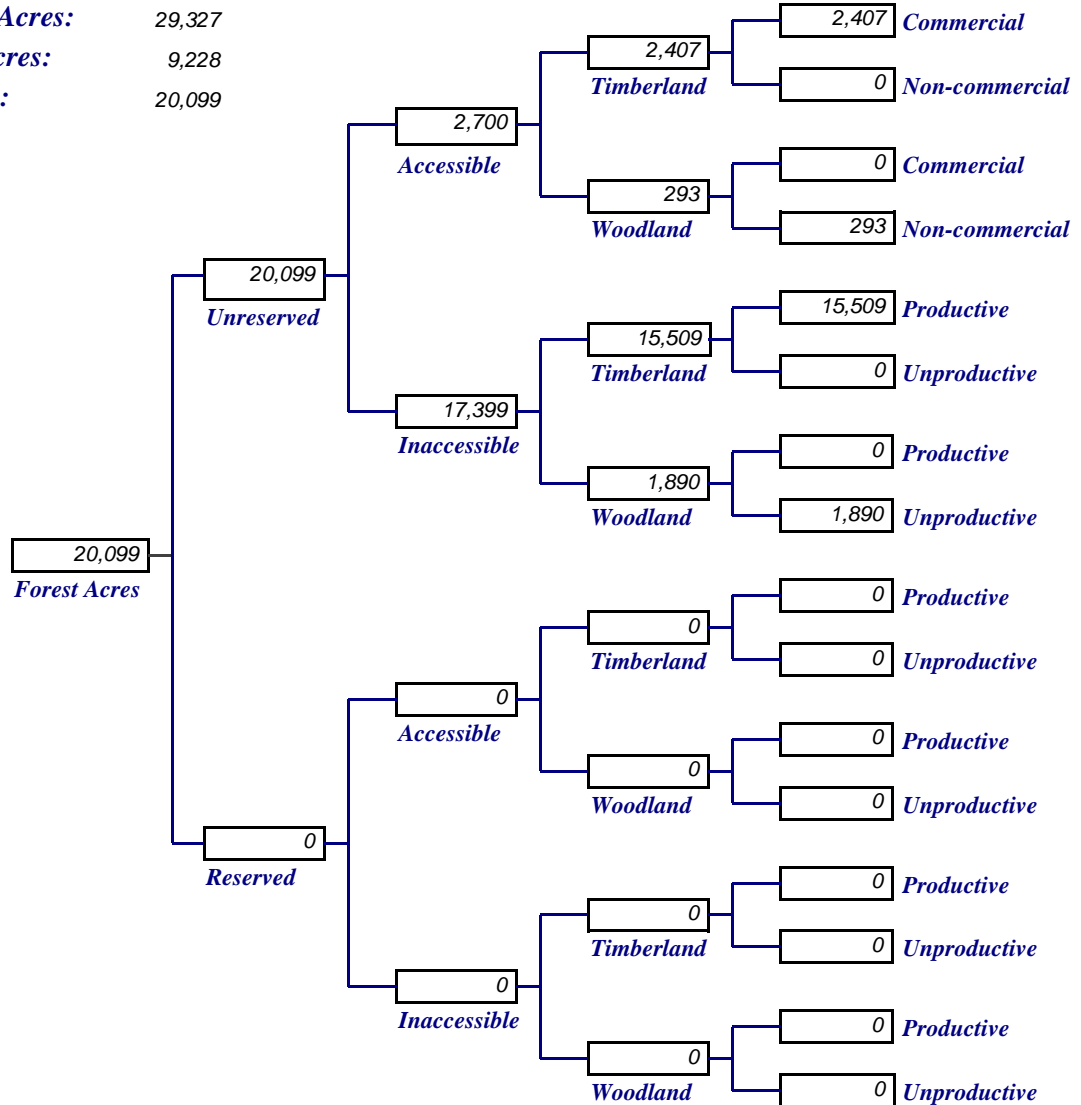 Acres: 29,327
cres: 9,228
: 20,099
2,407 Commercial
2,407
Timberland
0 Non-commercial
2,700
Accessible
0 Commercial
293
Woodland
293 Non-commercial
20,099
Unreserved
15,509 Productive
15,509
Timberland
0 Unproductive
17,399
Inaccessible
0 Productive
1,890
Woodland
1,890 Unproductive
20,099
Forest Acres
0 Productive
0
Timberland
0 Unproductive
0
Accessible
0 Productive
0
Woodland
0 Unproductive
0
Reserved
0 Productive
0
Timberland
0 Unproductive
0
Inaccessible
0 Productive
0
Woodland
0 Unproductive